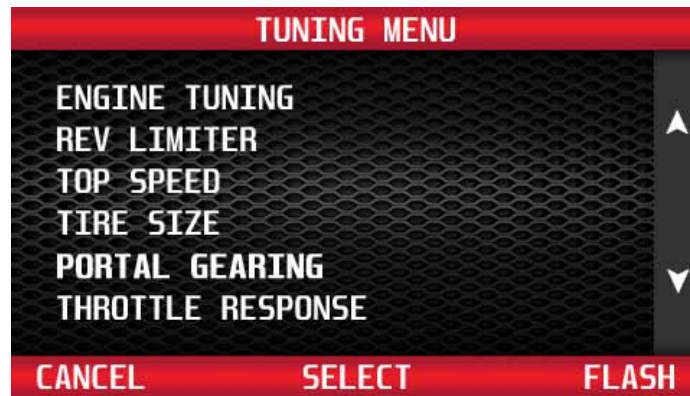 TUNING MENU
ENGINE TUNING
REV LIMITER
TOP SPEED
TIRE SIZE
PORTAL GEARING
THROTTLE RESPONSE
CANCEL SELECT FLASH